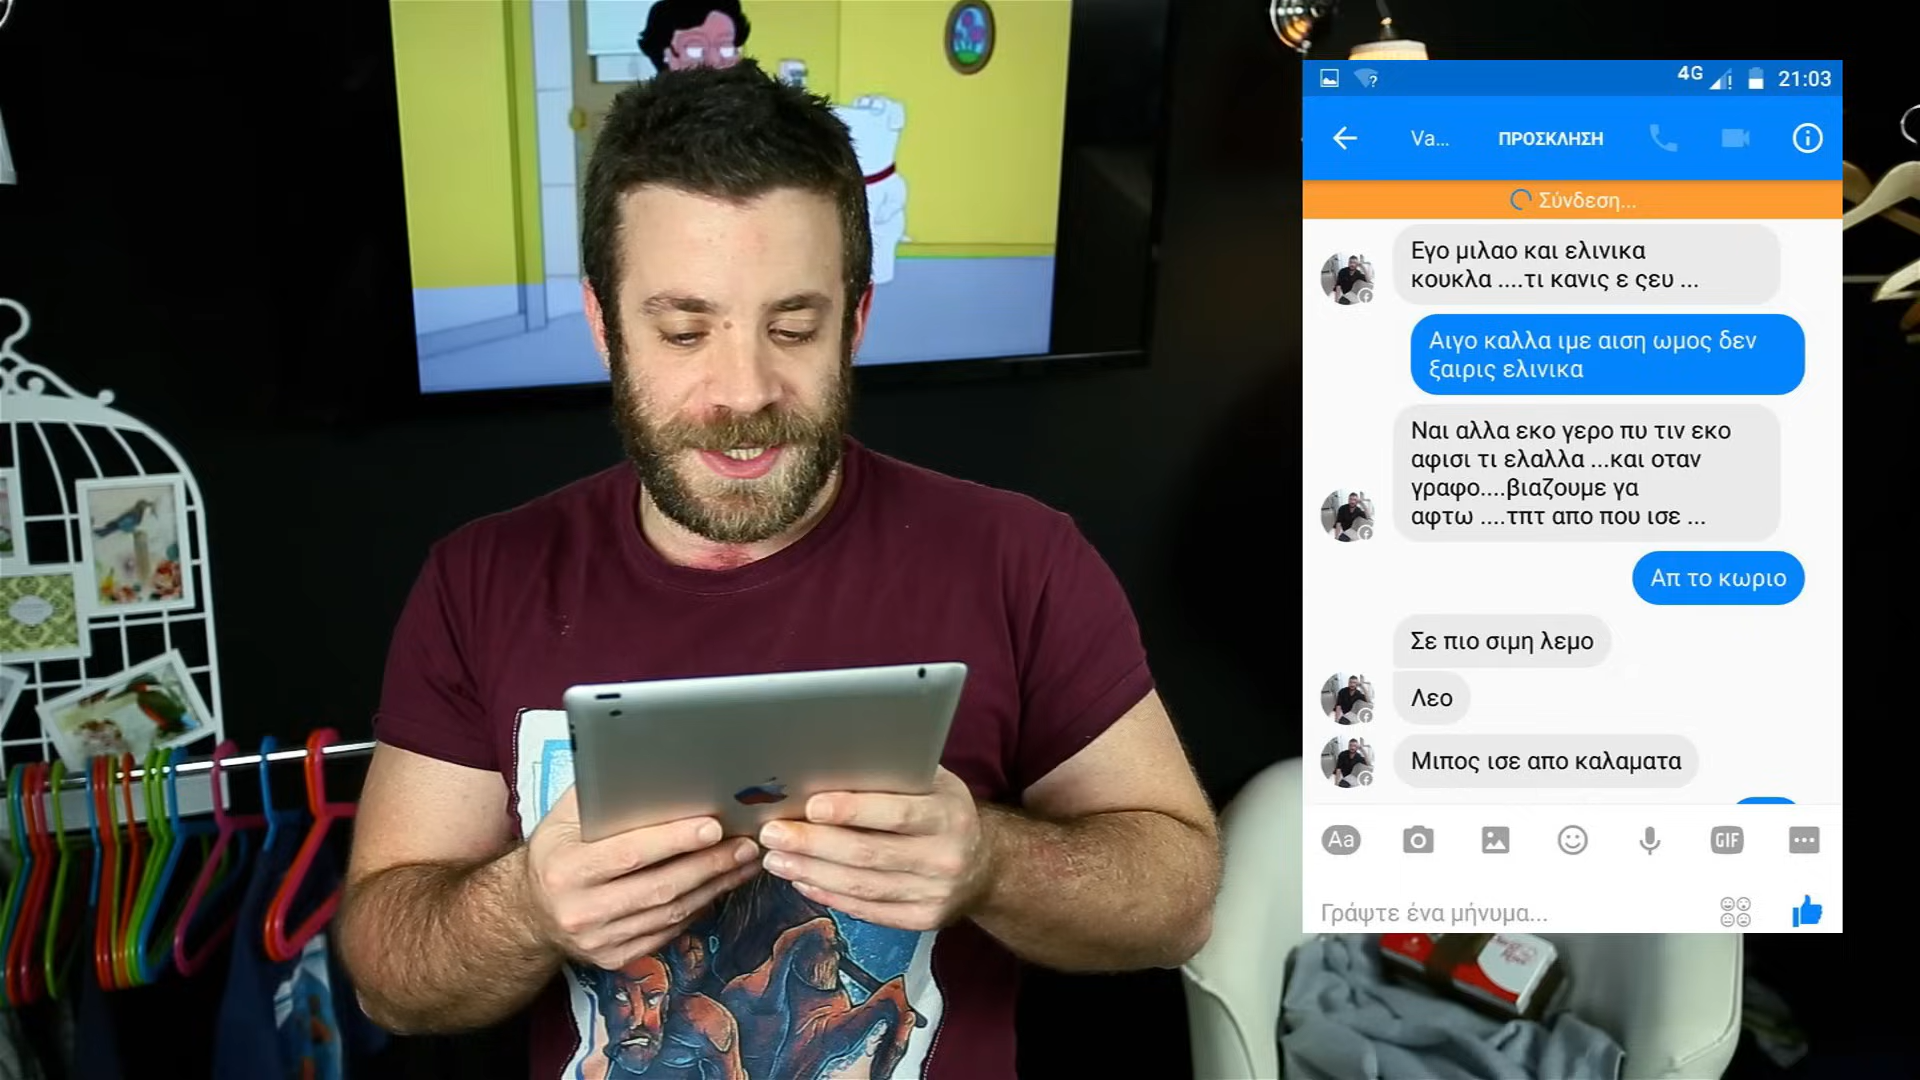 4G 21:03
Va... ΠΡΟΣΚΛΗΣΗ
Σύνδεση...
Εγο μιλαο και ελινικα
κουκλα ....τι κανις ε ςευ ...
Αιγο καλλα ιμε αιση ωμος δεν
ξαιρις ελινικα
Ναι αλλα εκο γερο πυ τιν εκο
αφισι τι ελαλλα ...και οταν
γραφο....βιαζουμε γα
αφτω ....τπτ απο που ισε ...
Απ το κωριο
Σε πιο σιμη λεμο
Λεο
Μιπος ισε απο καλαματα
Aa GIF
Γράψτε ένα μήνυμα...